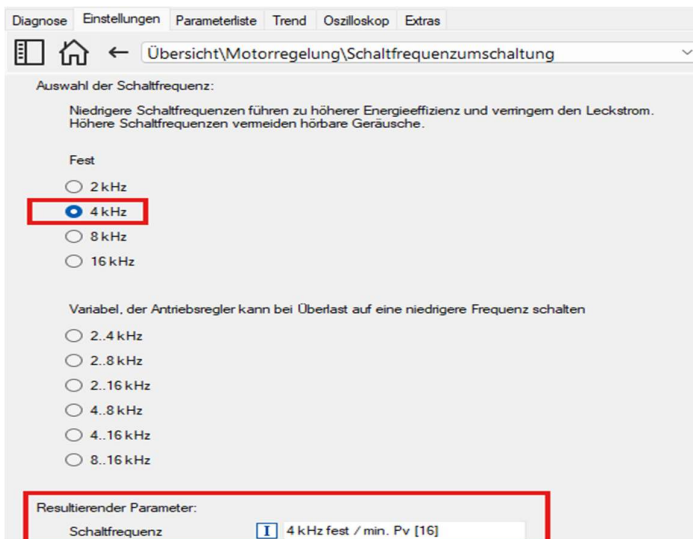 Diagnose Einstellungen Parameterliste Trend Oszilloskop Extras
Übersicht\Motorregelung\Schaltfrequenzumschaltung
Auswahl der Schaltfrequenz:
Niedrigere Schaltfrequenzen führen zu höherer Energieeffizienz und verringern den Leckstrom.
Höhere Schaltfrequenzen vermeiden hörbare Geräusche.
Fest
2 kHz
4 kHz
8 kHz
16 kHz
Variabel, der Antriebsregler kann bei Überlast auf eine niedrigere Frequenz schalten
2..4 kHz
2..8 kHz
2..16 kHz
4..8 kHz
4..16 kHz
8..16 kHz
Resultierender Parameter:
Schaltfrequenz I 4 kHz fest / min. Pv [16]